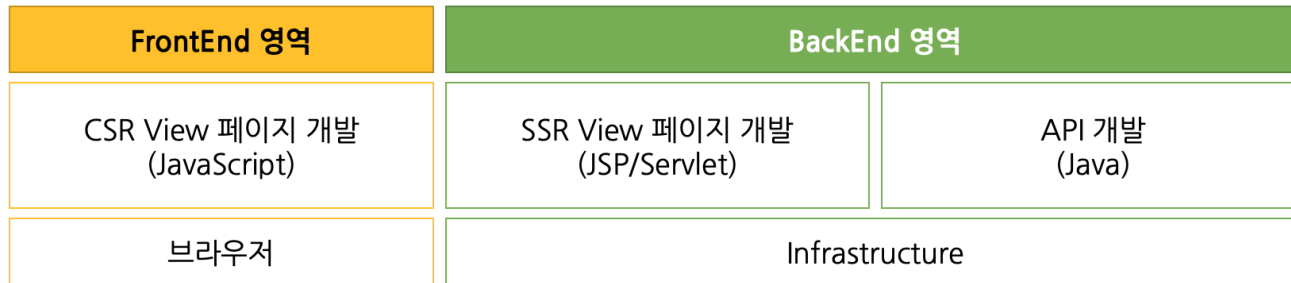 FrontEnd 영역
BackEnd 영역
CSR View 페이지 개발
(JavaScript)
SSR View 페이지 개발
(JSP/Servlet)
API 개발
(Java)
브라우저
Infrastructure